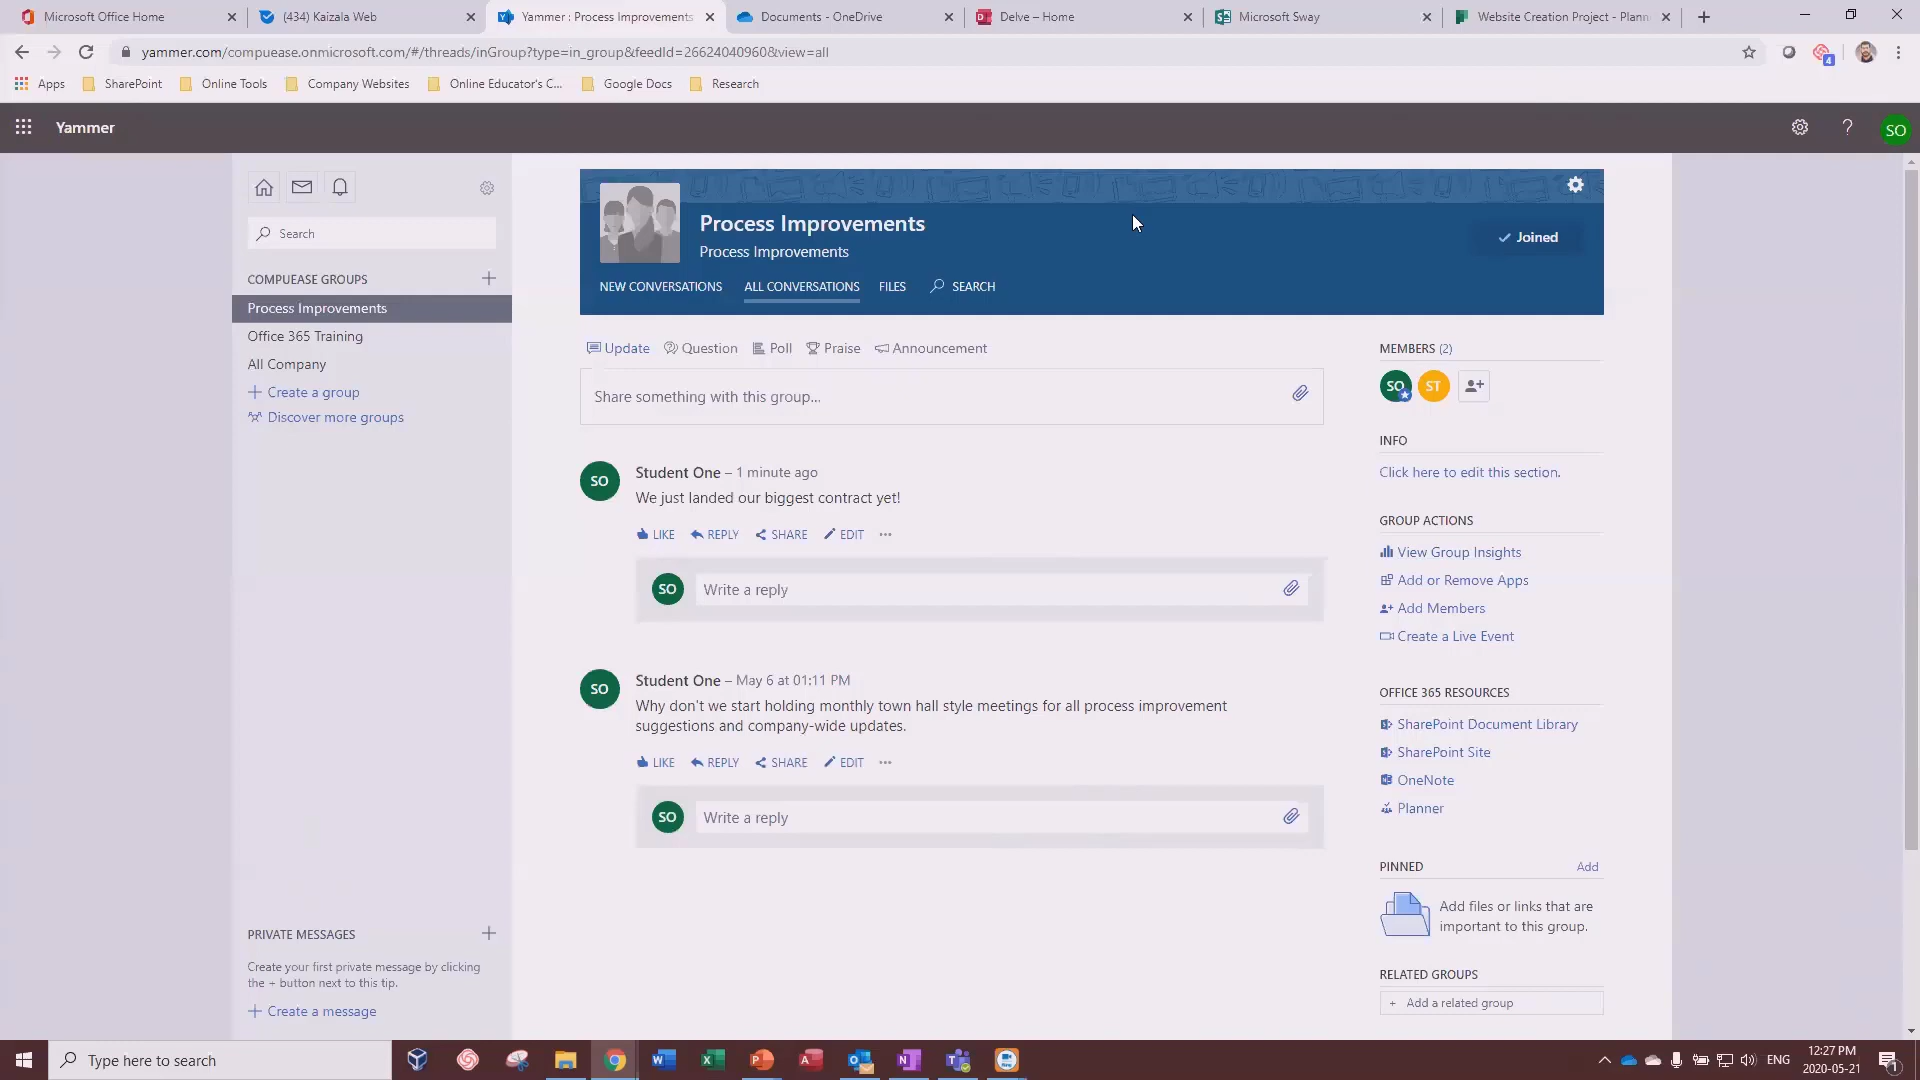 Microsoft Office Home
(434) Kaizala Web
Yammer : Process Improvements
Documents - OneDrive
Delve – Home
Microsoft Sway
Website Creation Project - Plann
yammer.com/compuease.onmicrosoft.com/#/threads/inGroup?type=in_group&feedId=26624040960&view=all
4
Apps
SharePoint
Online Tools
Company Websites
Online Educator's C...
Google Docs
Research
Yammer
?
SO
Search
COMPUEASE GROUPS
Process Improvements
Office 365 Training
All Company
Create a group
Discover more groups
PRIVATE MESSAGES
Create your first private message by clicking
the + button next to this tip.
Create a message
Process Improvements
Process Improvements
Joined
NEW CONVERSATIONS
ALL CONVERSATIONS
FILES
SEARCH
Update
Question
Poll
Praise
Announcement
Share something with this group...
SO
Student One – 1 minute ago
We just landed our biggest contract yet!
LIKE
REPLY
SHARE
EDIT
SO
Write a reply
SO
Student One – May 6 at 01:11 PM
Why don't we start holding monthly town hall style meetings for all process improvement
suggestions and company-wide updates.
LIKE
REPLY
SHARE
EDIT
SO
Write a reply
MEMBERS (2)
SO
ST
INFO
Click here to edit this section.
GROUP ACTIONS
View Group Insights
Add or Remove Apps
Add Members
Create a Live Event
OFFICE 365 RESOURCES
SharePoint Document Library
SharePoint Site
OneNote
Planner
PINNED
Add
Add files or links that are
important to this group.
RELATED GROUPS
+ Add a related group
Type here to search
ENG
12:27 PM
2020-05-21
1